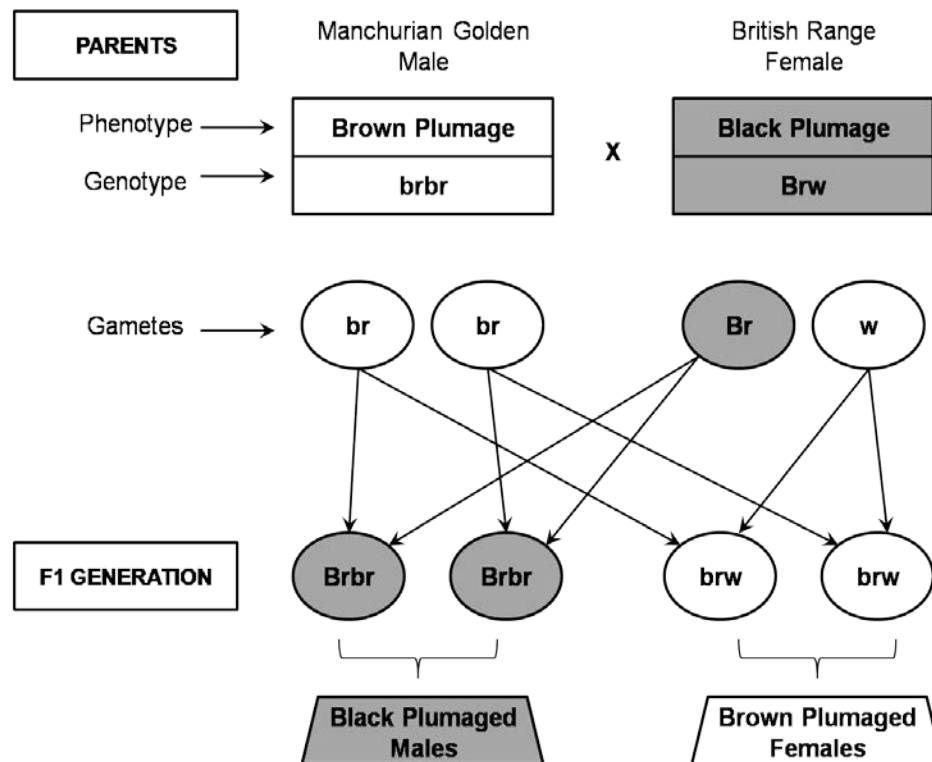 PARENTS
Manchurian Golden
Male
British Range
Female
Phenotype
Brown Plumage
X
Black Plumage
Genotype
brbr
Brw
Gametes
br
br
Br
w
F1 GENERATION
Brbr
Brbr
brw
brw
Black Plumaged
Males
Brown Plumaged
Females